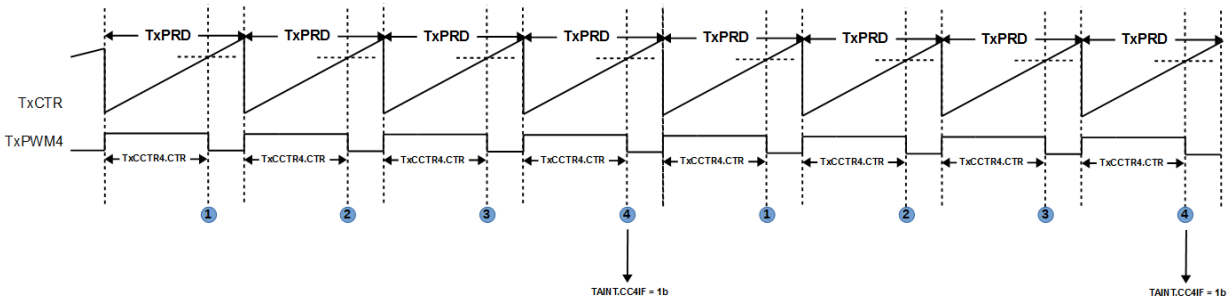 TxPRD TxPRD TxPRD TxPRD TxPRD TxPRD TxPRD TxPRD
TxCTR
TxPWM4
TxCCTR4.CTR TxCCTR4.CTR TxCCTR4.CTR TxCCTR4.CTR TxCCTR4.CTR TxCCTR4.CTR TxCCTR4.CTR TxCCTR4.CTR
1 2 3 4 1 2 3 4
TAINT.CC4IF = 1b TAINT.CC4IF = 1b